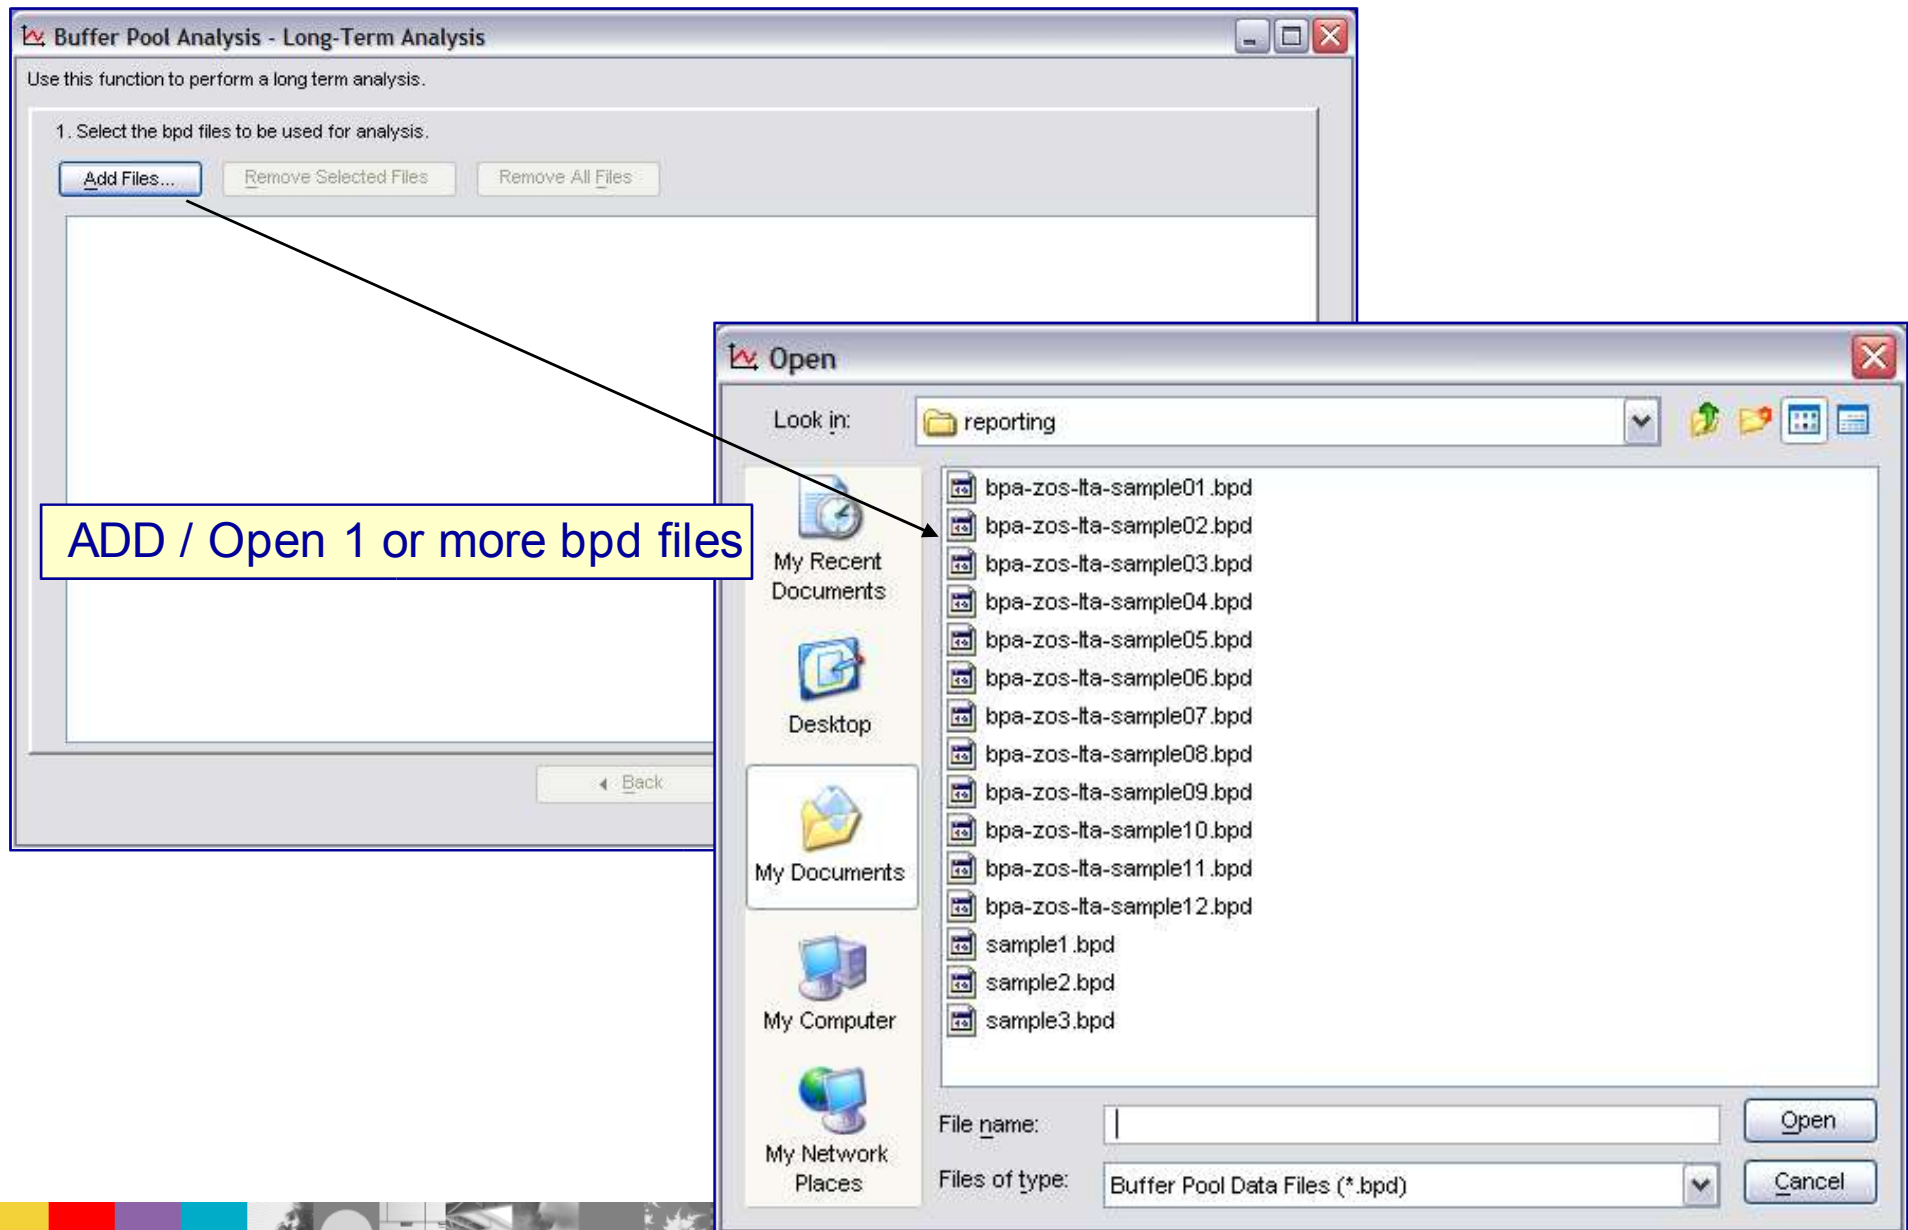 Buffer Pool Analysis - Long-Term Analysis
Use this function to perform a long term analysis.
1. Select the bpd files to be used for analysis.
Add Files...
Remove Selected Files
Remove All Files
ADD / Open 1 or more bpd files
Back
Open
Look in:
reporting
My Recent
Documents
Desktop
My Documents
My Computer
My Network
Places
bpa-zos-lta-sample01.bpd
bpa-zos-lta-sample02.bpd
bpa-zos-lta-sample03.bpd
bpa-zos-lta-sample04.bpd
bpa-zos-lta-sample05.bpd
bpa-zos-lta-sample06.bpd
bpa-zos-lta-sample07.bpd
bpa-zos-lta-sample08.bpd
bpa-zos-lta-sample09.bpd
bpa-zos-lta-sample10.bpd
bpa-zos-lta-sample11.bpd
bpa-zos-lta-sample12.bpd
sample1.bpd
sample2.bpd
sample3.bpd
File name:
Open
Files of type:
Buffer Pool Data Files (*.bpd)
Cancel